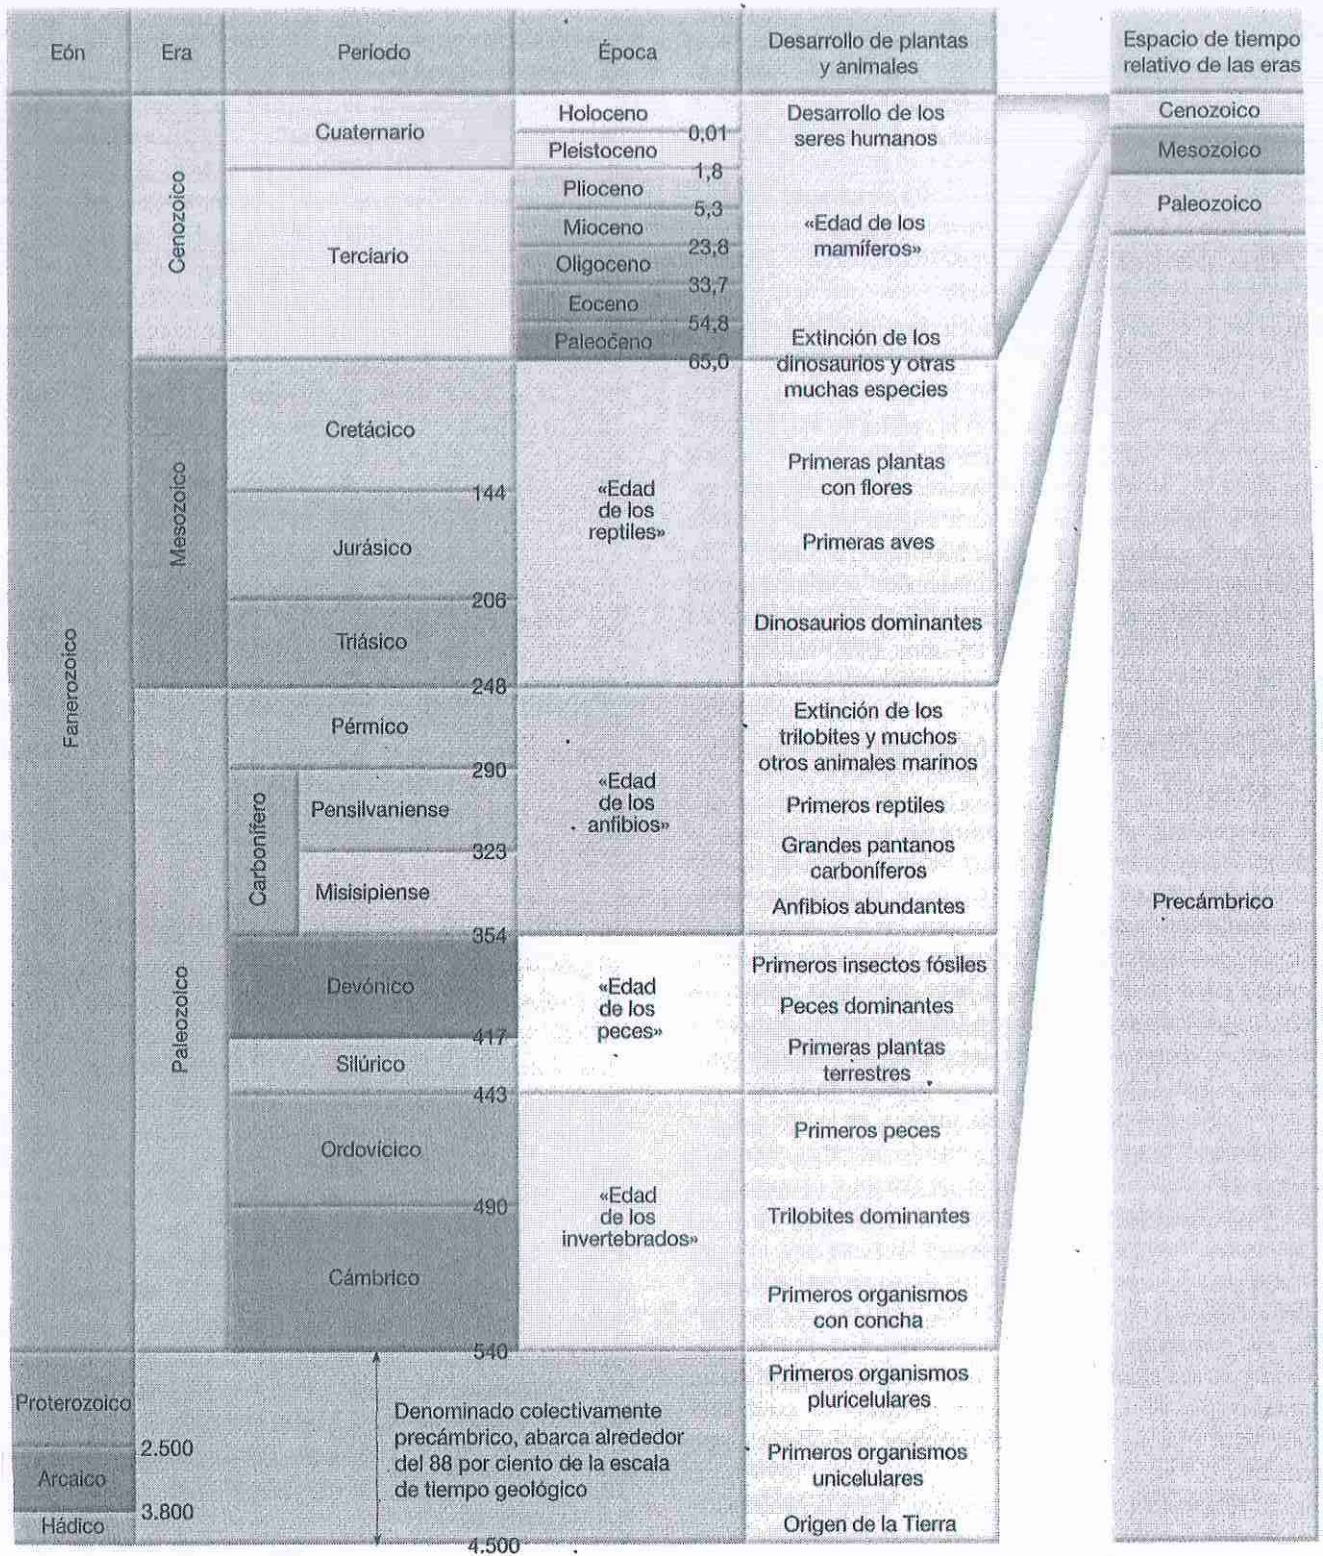 Eón
Era
Período
Época
Desarrollo de plantas
y animales
Espacio de tiempo
relativo de las eras
Fanerozoico
Cenozoico
Cuaternario
Holoceno
0,01
Pleistoceno
1,8
Terciario
Plioceno
5,3
Mioceno
23,8
Oligoceno
33,7
Eoceno
54,8
Paleoceno
65,0
Desarrollo de los
seres humanos
«Edad de los
mamíferos»
Extinción de los
dinosaurios y otras
muchas especies
Mesozoico
Cretácico
144
Jurásico
206
Triásico
248
«Edad
de los
reptiles»
Primeras plantas
con flores
Primeras aves
Dinosaurios dominantes
Paleozoico
Pérmico
290
Carbonífero
Pensilvaniense
323
Misisipiense
354
«Edad
de los
anfibios»
Extinción de los
trilobites y muchos
otros animales marinos
Primeros reptiles
Grandes pantanos
carboníferos
Anfibios abundantes
Devónico
417
Silúrico
443
«Edad
de los
peces»
Primeros insectos fósiles
Peces dominantes
Primeras plantas
terrestres
Ordovícico
490
Cámbrico
540
«Edad
de los
invertebrados»
Primeros peces
Trilobites dominantes
Primeros organismos
con concha
Proterozoico
2.500
Arcaico
3.800
Hádico
Denominado colectivamente
precámbrico, abarca alrededor
del 88 por ciento de la escala
de tiempo geológico
4.500
Primeros organismos
pluricelulares
Primeros organismos
unicelulares
Origen de la Tierra
Cenozoico
Mesozoico
Paleozoico
Precámbrico